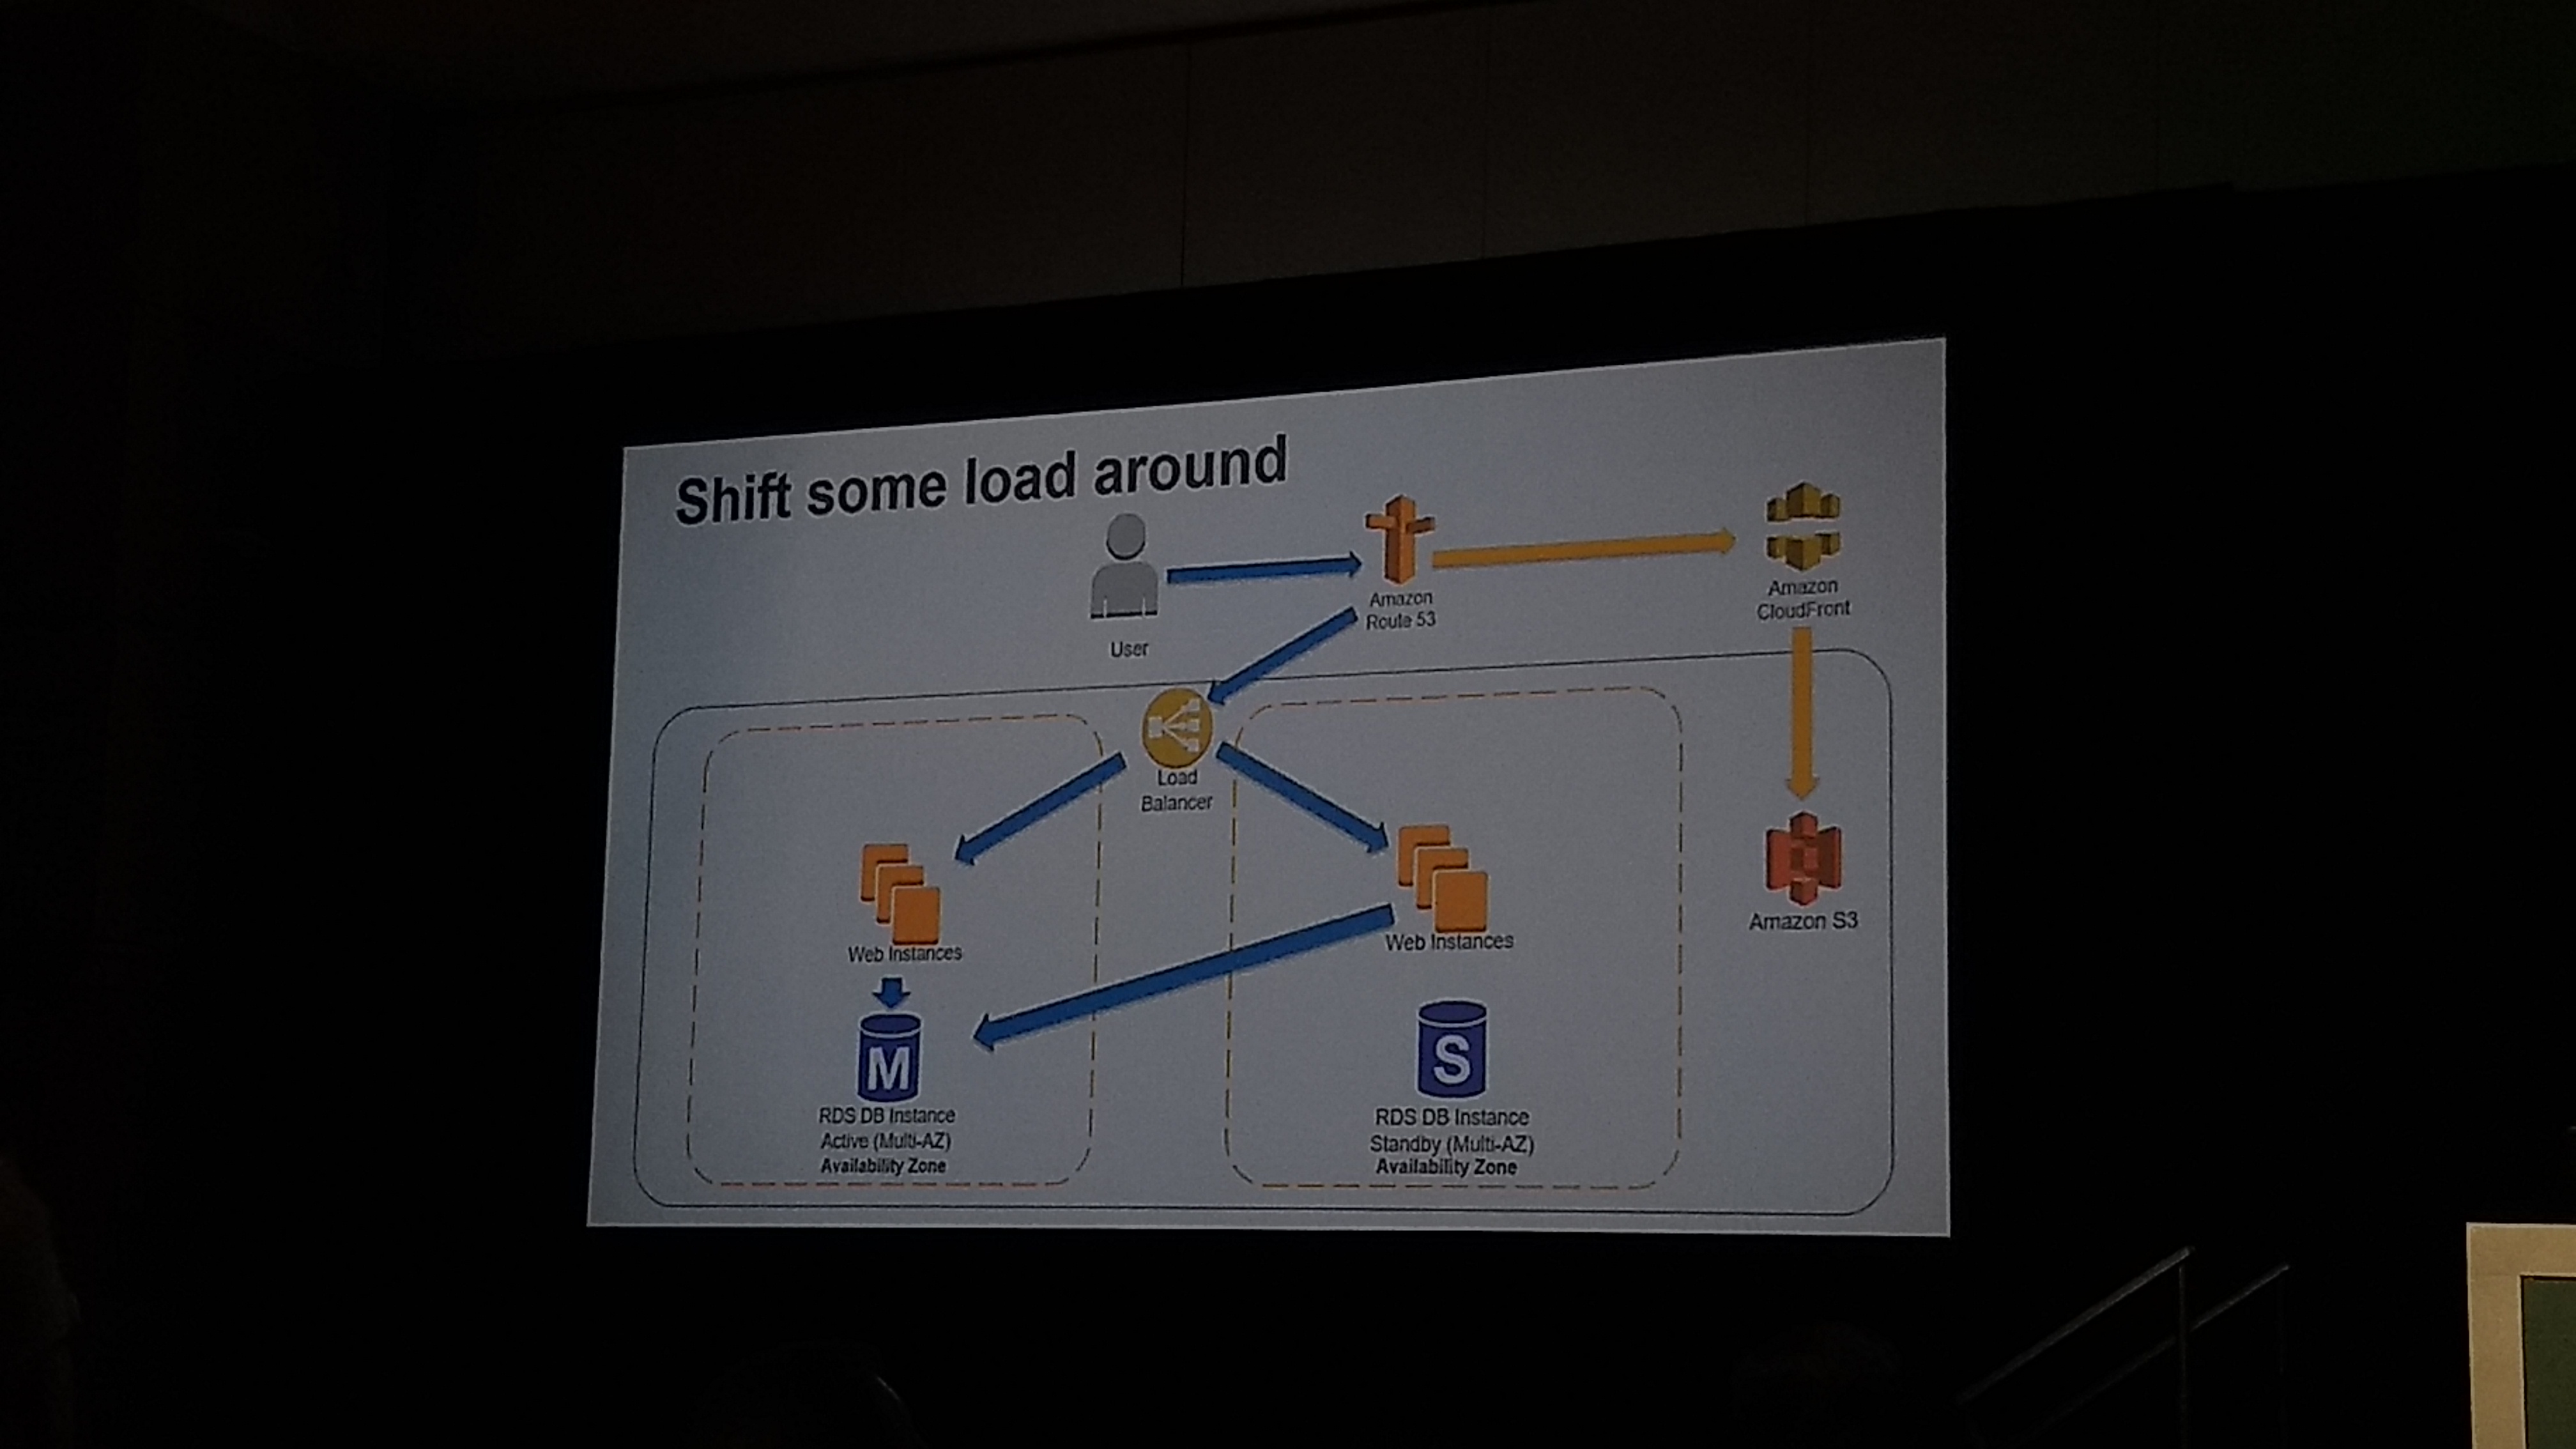 Shift some load around
User
Amazon
Route 53
Amazon
CloudFront
Load
Balancer
Web Instances
Web Instances
Amazon S3
M
S
RDS DB Instance
Active (Multi-AZ)
Availability Zone
RDS DB Instance
Standby (Multi-AZ)
Availability Zone